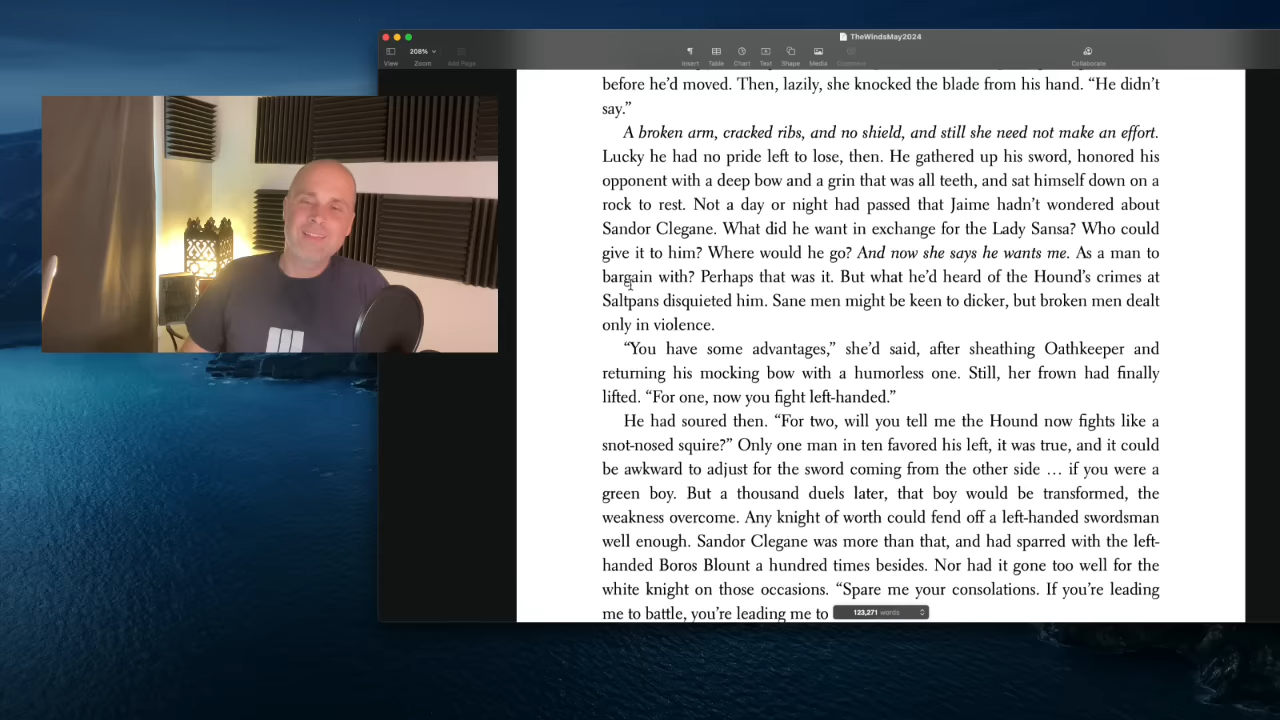 TheWindsMay2024
208%
View
Zoom
Add Page
Insert
Table
Chart
Text
Shape
Media
Comment
Collaborate
before he’d moved. Then, lazily, she knocked the blade from his hand. “He didn’t
say.”
A broken arm, cracked ribs, and no shield, and still she need not make an effort.
Lucky he had no pride left to lose, then. He gathered up his sword, honored his
opponent with a deep bow and a grin that was all teeth, and sat himself down on a
rock to rest. Not a day or night had passed that Jaime hadn’t wondered about
Sandor Clegane. What did he want in exchange for the Lady Sansa? Who could
give it to him? Where would he go? And now she says he wants me. As a man to
bargain with? Perhaps that was it. But what he’d heard of the Hound’s crimes at
Saltpans disquieted him. Sane men might be keen to dicker, but broken men dealt
only in violence.
“You have some advantages,” she’d said, after sheathing Oathkeeper and
returning his mocking bow with a humorless one. Still, her frown had finally
lifted. “For one, now you fight left-handed.”
He had soured then. “For two, will you tell me the Hound now fights like a
snot-nosed squire?” Only one man in ten favored his left, it was true, and it could
be awkward to adjust for the sword coming from the other side … if you were a
green boy. But a thousand duels later, that boy would be transformed, the
weakness overcome. Any knight of worth could fend off a left-handed swordsman
well enough. Sandor Clegane was more than that, and had sparred with the left-
handed Boros Blount a hundred times besides. Nor had it gone too well for the
white knight on those occasions. “Spare me your consolations. If you’re leading
me to battle, you’re leading me to
123,271 words